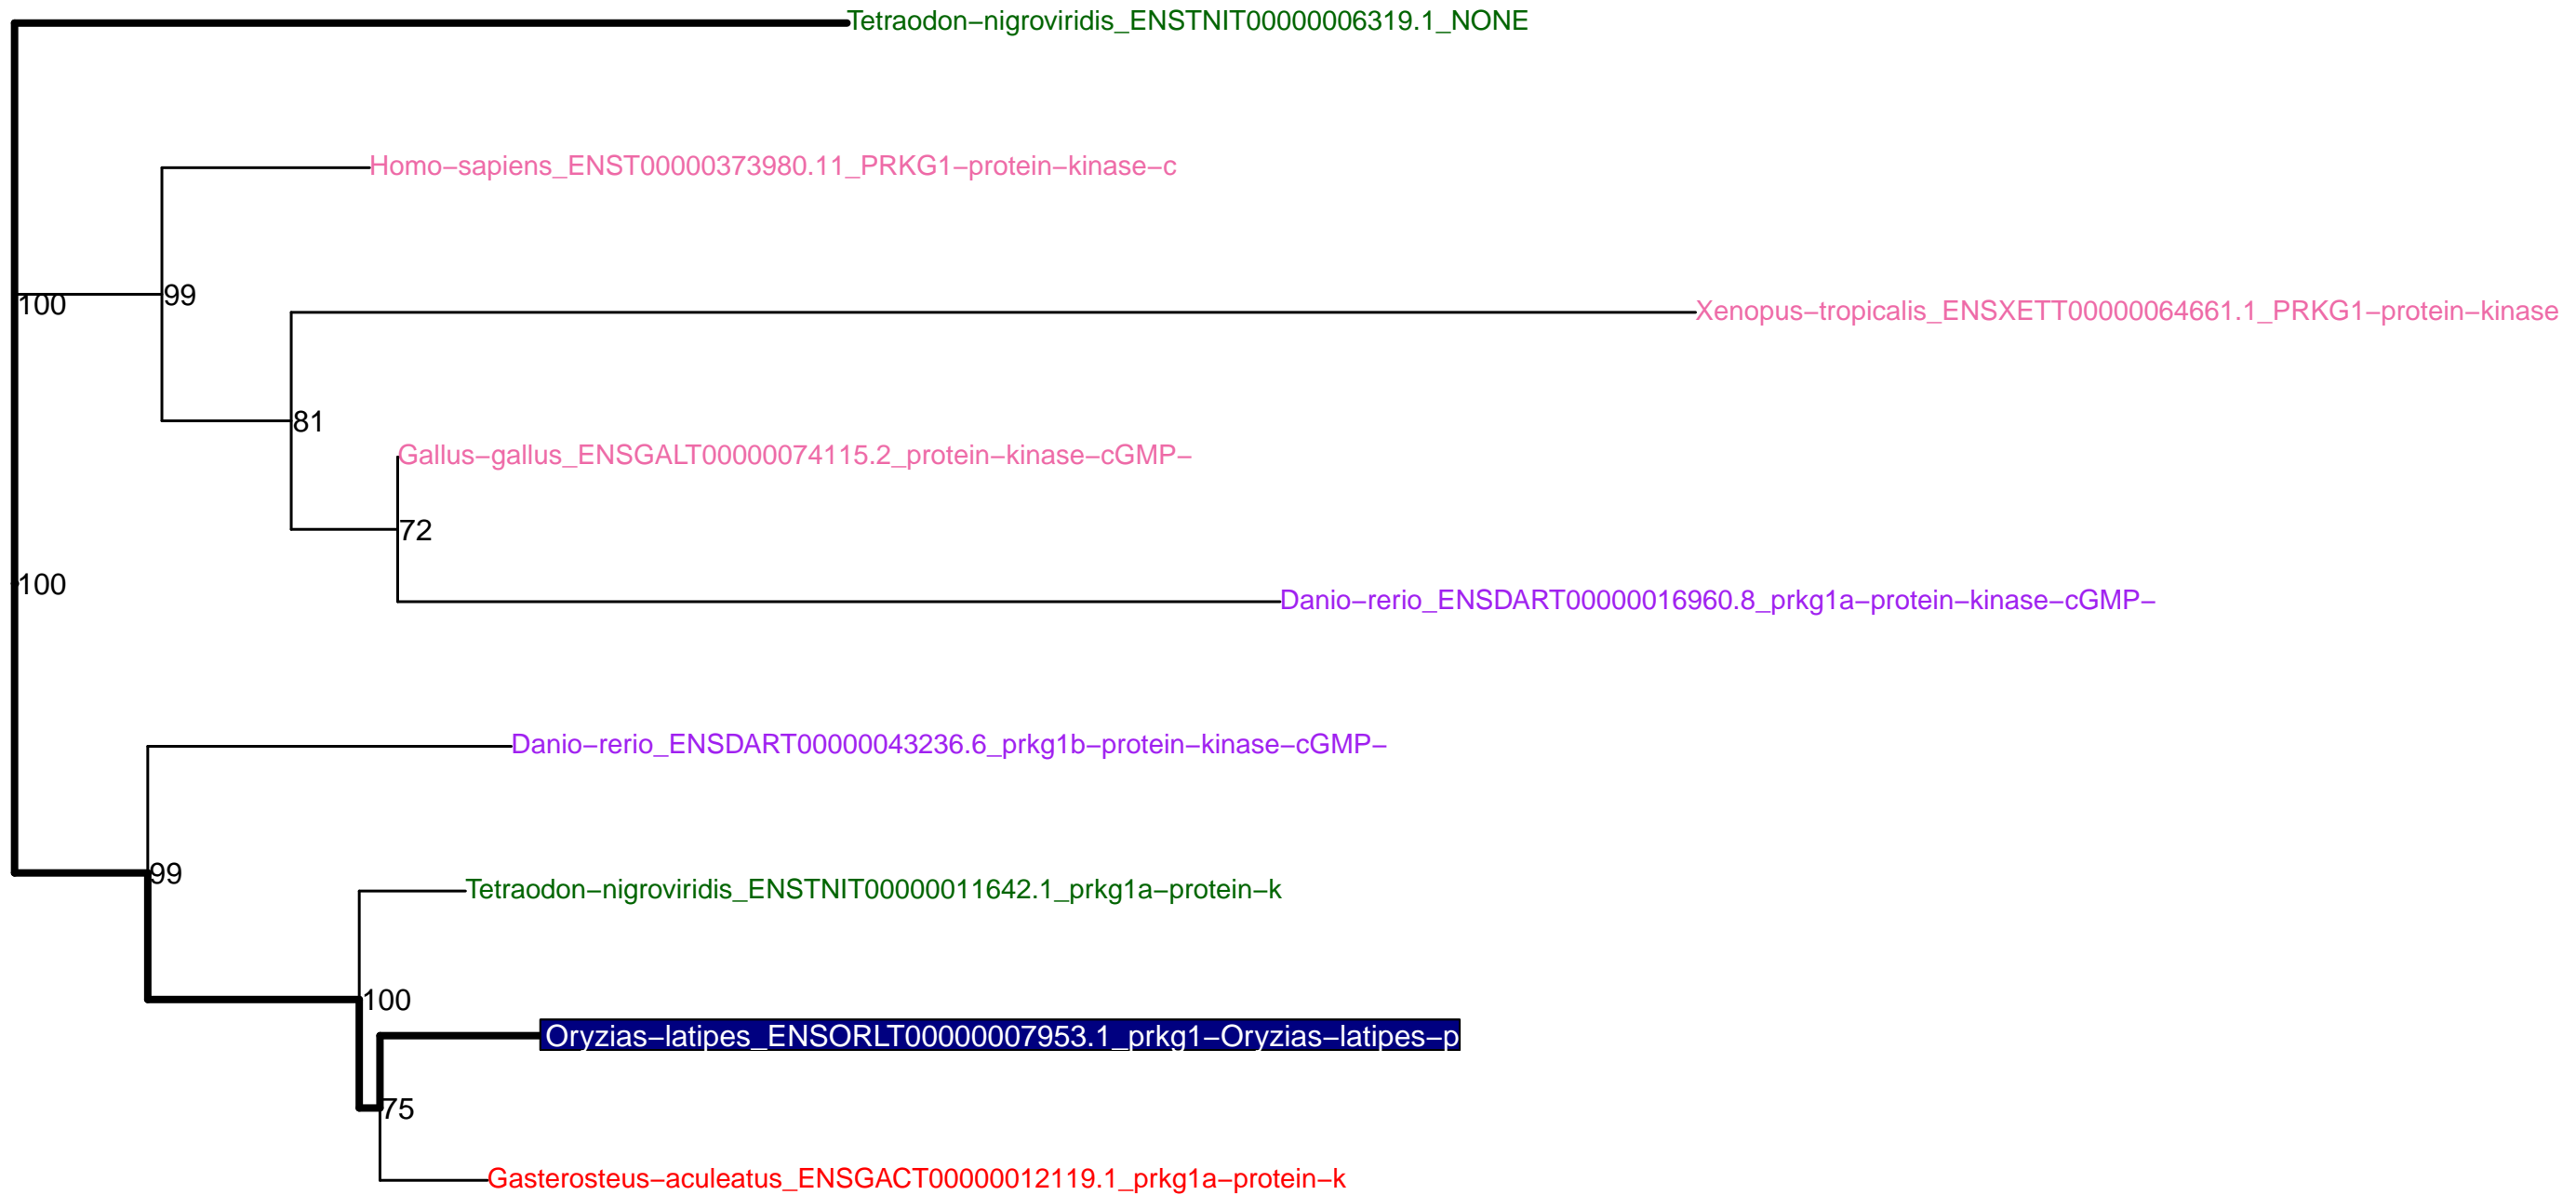 Tetraodon−nigroviridis_ENSTNIT00000006319.1_NONE
Homo−sapiens_ENST00000373980.11_PRKG1−protein−kinase−c
100
99
Xenopus−tropicalis_ENSXETT00000064661.1_PRKG1−protein−kinase
81
Gallus−gallus_ENSGALT00000074115.2_protein−kinase−cGMP−
72
100
Danio−rerio_ENSDART00000016960.8_prkg1a−protein−kinase−cGMP−
Danio−rerio_ENSDART00000043236.6_prkg1b−protein−kinase−cGMP−
99
Tetraodon−nigroviridis_ENSTNIT00000011642.1_prkg1a−protein−k
100
Oryzias−latipes_ENSORLT00000007953.1_prkg1−Oryzias−latipes−p
75
Gasterosteus−aculeatus_ENSGACT00000012119.1_prkg1a−protein−k